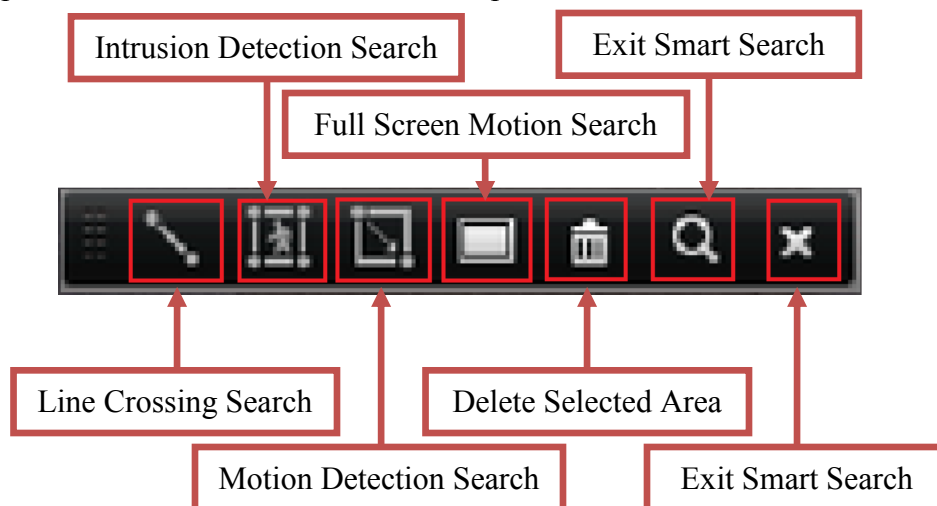 Intrusion Detection Search
Exit Smart Search
Full Screen Motion Search
Line Crossing Search
Delete Selected Area
Motion Detection Search
Exit Smart Search